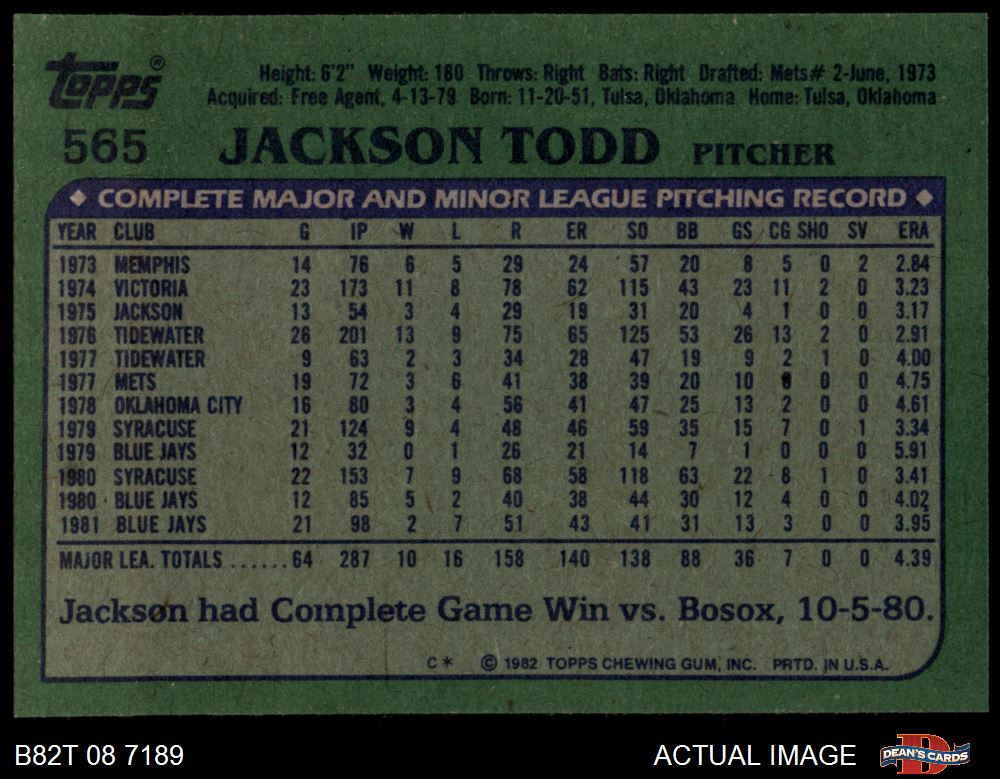 Topps®
Height: 6'2" Weight: 180 Throws: Right Bats: Right Drafted: Mets# 2-June, 1973
Acquired: Free Agent, 4-13-79 Born: 11-20-51, Tulsa, Oklahoma Home: Tulsa, Oklahoma
565 JACKSON TODD PITCHER
◆ COMPLETE MAJOR AND MINOR LEAGUE PITCHING RECORD ◆
YEAR CLUB G IP W L R ER SO BB GS CG SHO SV ERA
1973 MEMPHIS 14 76 6 5 29 24 57 20 8 5 0 2 2.84
1974 VICTORIA 23 173 11 8 78 62 115 43 23 11 2 0 3.23
1975 JACKSON 13 54 3 4 29 19 31 20 4 1 0 0 3.17
1976 TIDEWATER 26 201 13 9 75 65 125 53 26 13 2 0 2.91
1977 TIDEWATER 9 63 2 3 34 28 47 19 9 2 1 0 4.00
1977 METS 19 72 3 6 41 38 39 20 10 0 0 0 4.75
1978 OKLAHOMA CITY 16 80 3 4 56 41 47 25 13 2 0 0 4.61
1979 SYRACUSE 21 124 9 4 48 46 59 35 15 7 0 1 3.34
1979 BLUE JAYS 12 32 0 1 26 21 14 7 1 0 0 0 5.91
1980 SYRACUSE 22 153 7 9 68 58 118 63 22 8 1 0 3.41
1980 BLUE JAYS 12 85 5 2 40 38 44 30 12 4 0 0 4.02
1981 BLUE JAYS 21 98 2 7 51 43 41 31 13 3 0 0 3.95
MAJOR LEA. TOTALS ......64 287 10 16 158 140 138 88 36 7 0 0 4.39
Jackson had Complete Game Win vs. Bosox, 10-5-80.
C* © 1982 TOPPS CHEWING GUM, INC. PRTD. IN U.S.A.
B82T 08 7189 ACTUAL IMAGE DEAN'S CARDS